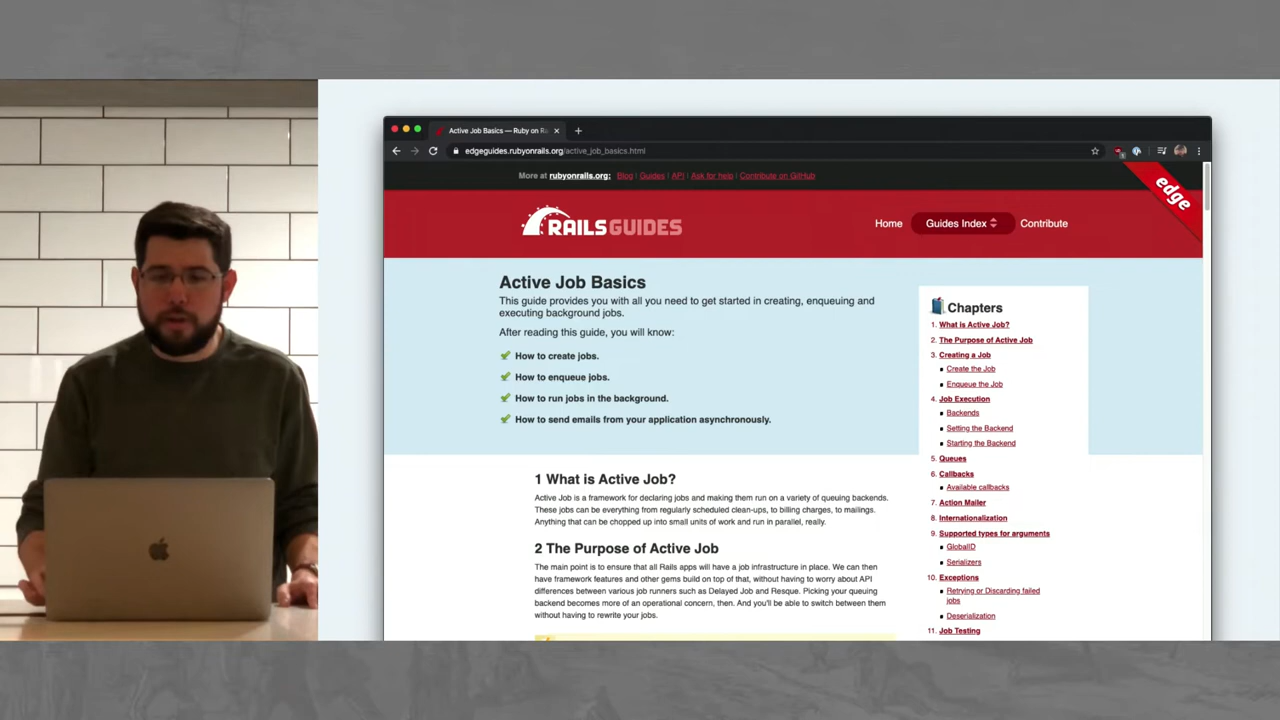 Active Job Basics — Ruby on Ra
edgeguides.rubyonrails.org/active_job_basics.html
More at rubyonrails.org: Blog | Guides | API | Ask for help | Contribute on GitHub
edge
RAILSGUIDES
Home
Guides Index
Contribute
Active Job Basics
This guide provides you with all you need to get started in creating, enqueuing and
executing background jobs.
After reading this guide, you will know:
How to create jobs.
How to enqueue jobs.
How to run jobs in the background.
How to send emails from your application asynchronously.
1 What is Active Job?
Active Job is a framework for declaring jobs and making them run on a variety of queuing backends.
These jobs can be everything from regularly scheduled clean-ups, to billing charges, to mailings.
Anything that can be chopped up into small units of work and run in parallel, really.
2 The Purpose of Active Job
The main point is to ensure that all Rails apps will have a job infrastructure in place. We can then
have framework features and other gems build on top of that, without having to worry about API
differences between various job runners such as Delayed Job and Resque. Picking your queuing
backend becomes more of an operational concern, then. And you'll be able to switch between them
without having to rewrite your jobs.
Chapters
1. What is Active Job?
2. The Purpose of Active Job
3. Creating a Job
Create the Job
Enqueue the Job
4. Job Execution
Backends
Setting the Backend
Starting the Backend
5. Queues
6. Callbacks
Available callbacks
7. Action Mailer
8. Internationalization
9. Supported types for arguments
GlobalID
Serializers
10. Exceptions
Retrying or Discarding failed
jobs
Deserialization
11. Job Testing